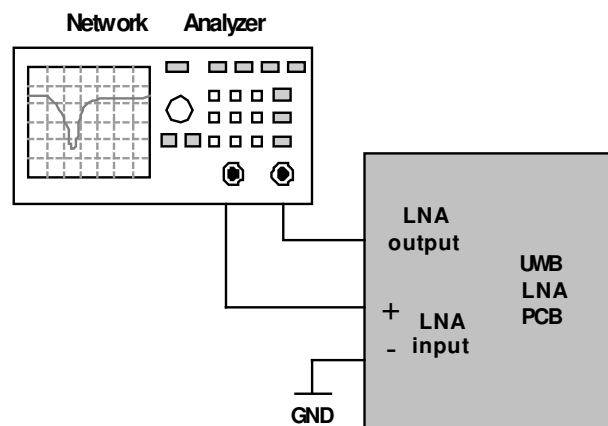 Network Analyzer
LNA
output
UWB
LNA
PCB
+ LNA
- input
GND